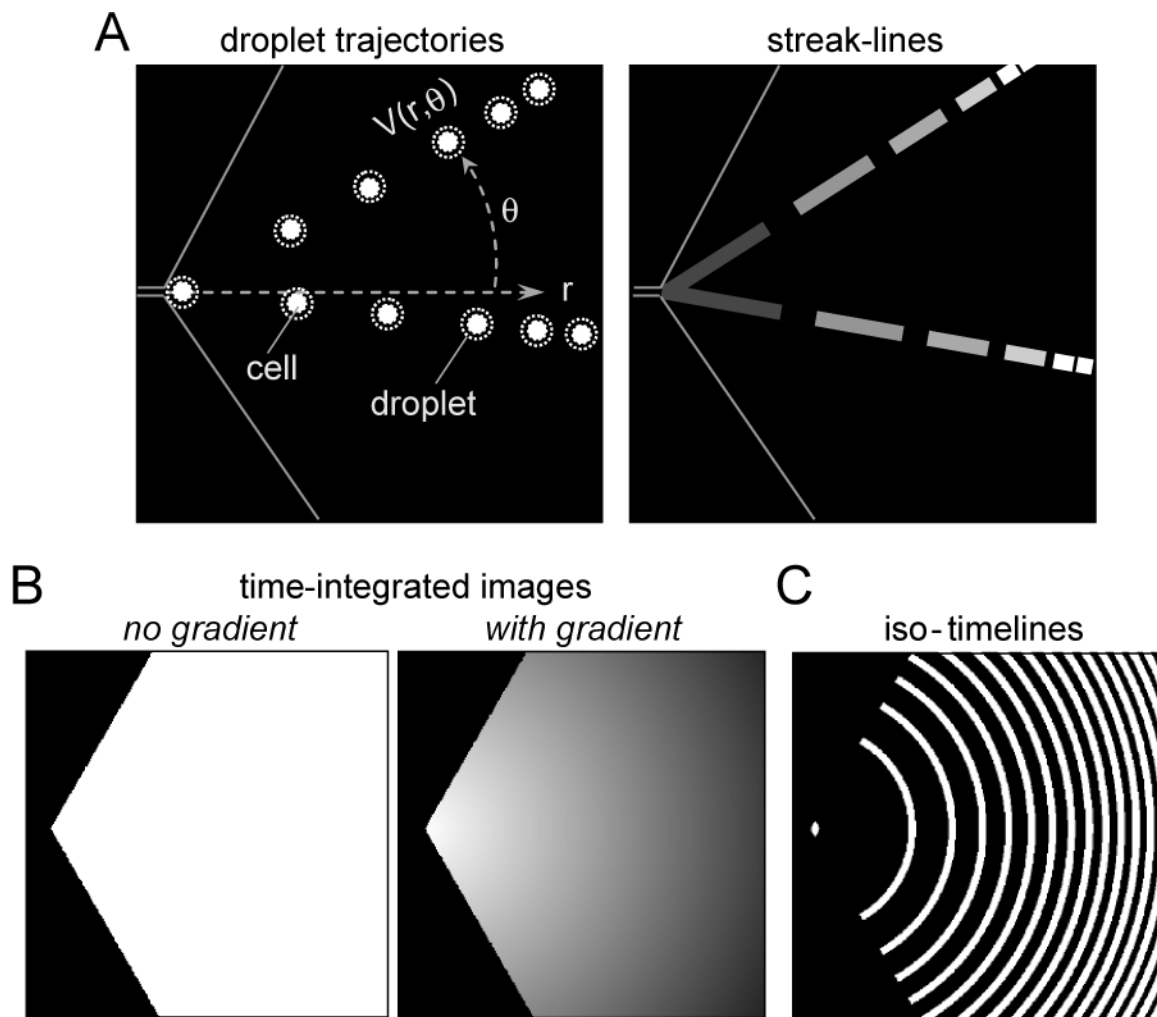 A
droplet trajectories
streak-lines
V(r,θ)
θ
r
cell
droplet
B
time-integrated images
no gradient
with gradient
C
iso-timelines